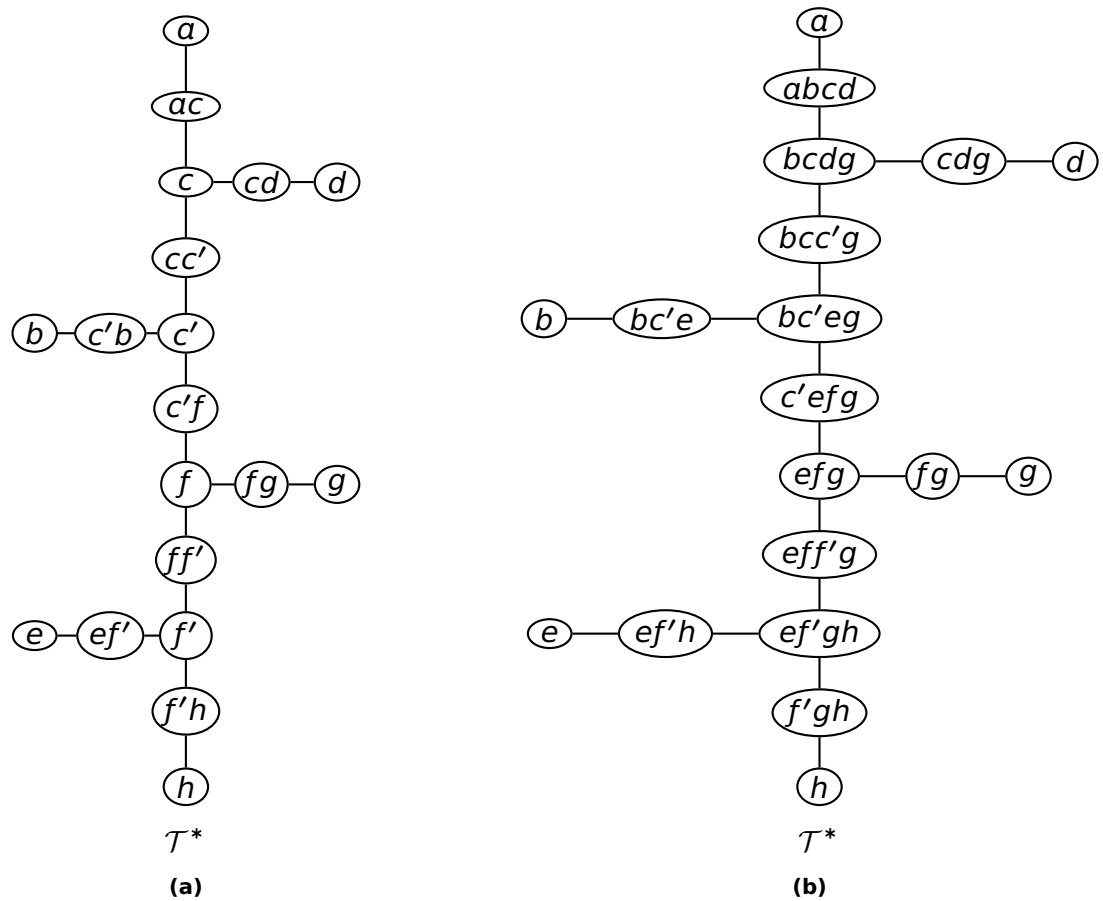 a
ac
c cd d
cc′
b c′b c′
c′f
f fg g
ff′
e ef′ f′
f′h
h
𝒯*
(a)
a
abcd
bcdg cdg d
bcc′g
b bc′e bc′eg
c′efg
efg fg g
eff′g
e ef′h ef′gh
f′gh
h
𝒯*
(b)